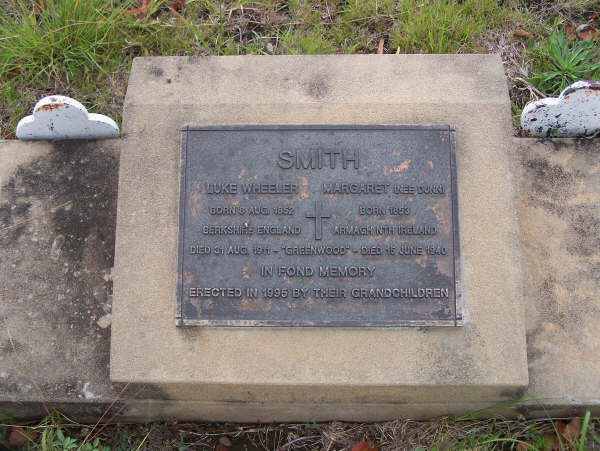 SMITH
LUKE WHEELER MARGARET (NEE DUNN)
BORN 8 AUG. 1852 BORN 1853
BERKSHIRE ENGLAND ARMAGH NTH IRELAND
DIED 31 AUG. 1911 - "GREENWOOD" - DIED 15 JUNE 1940
IN FOND MEMORY
ERECTED IN 1995 BY THEIR GRANDCHILDREN